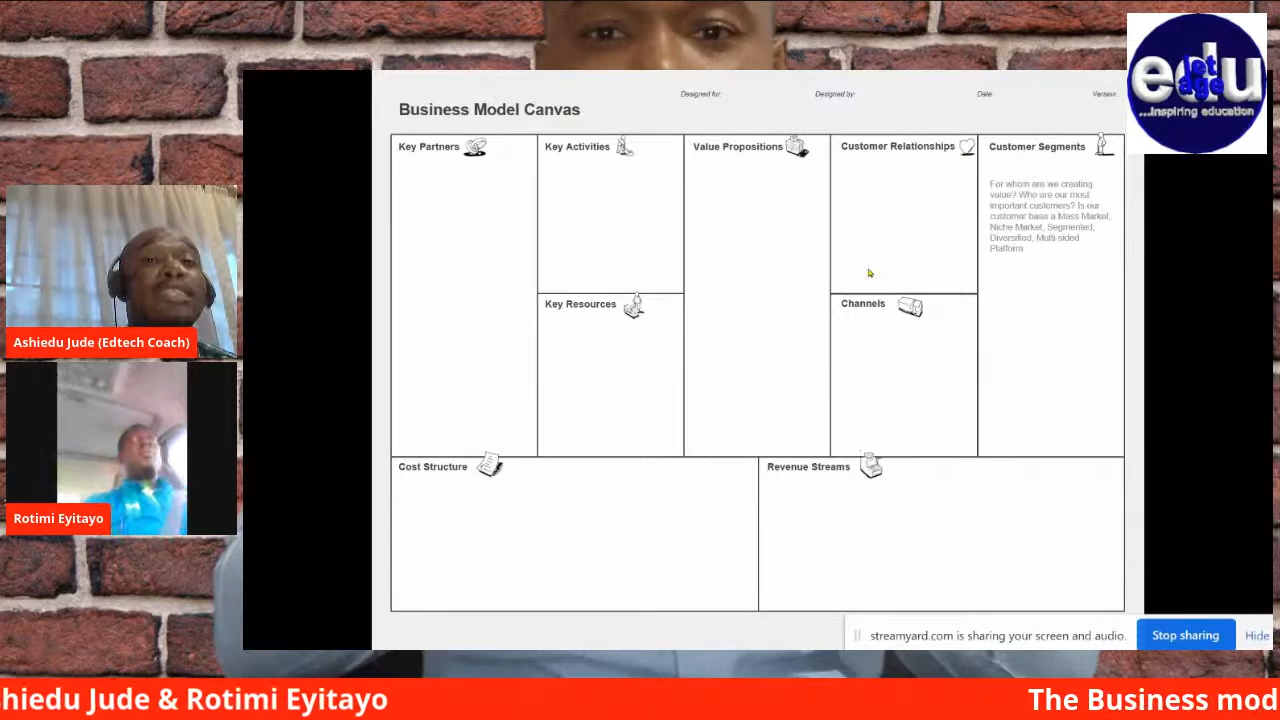 Designed for:
Designed by:
Date:
Version:
Business Model Canvas
Key Partners
Key Activities
Value Propositions
Customer Relationships
Customer Segments
For whom are we creating
value? Who are our most
important customers? Is our
customer base a Mass Market,
Niche Market, Segmented,
Diversified, Multi-sided
Platform
Key Resources
Channels
Cost Structure
Revenue Streams
edu
jet
age
...inspiring education
Ashiedu Jude (Edtech Coach)
Rotimi Eyitayo
streamyard.com is sharing your screen and audio.
Stop sharing
Hide
shiedu Jude & Rotimi Eyitayo
The Business mod